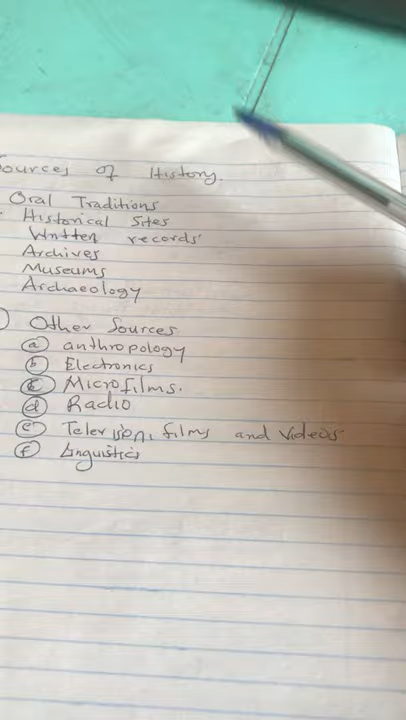 Sources of History.
Oral Traditions
Historical Sites
Written records
Archives
Museums
Archaeology
Other Sources
(a) anthropology
(b) Electronics
(c) Microfilms.
(d) Radio
(e) Television, films and videos
(f) Linguistics